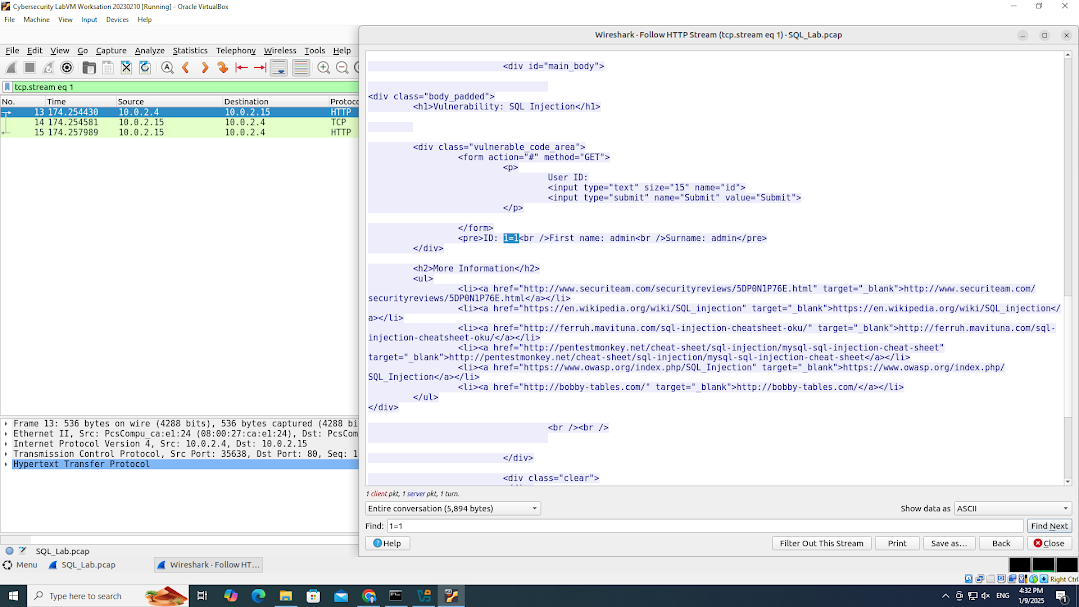 Cybersecurity LabVM Worksation 20230210 [Running] - Oracle VirtualBox
File Machine View Input Devices Help
Wireshark · Follow HTTP Stream (tcp.stream eq 1) · SQL_Lab.pcap
File Edit View Go Capture Analyze Statistics Telephony Wireless Tools Help
tcp.stream eq 1
No. Time Source Destination Protoc
13 174.254430 10.0.2.4 10.0.2.15 HTTP
14 174.254581 10.0.2.15 10.0.2.4 TCP
15 174.257989 10.0.2.15 10.0.2.4 HTTP
<div id="main_body">
<div class="body_padded">
<h1>Vulnerability: SQL Injection</h1>
<div class="vulnerable_code_area">
<form action="#" method="GET">
<p>
User ID:
<input type="text" size="15" name="id">
<input type="submit" name="Submit" value="Submit">
</p>
</form>
<pre>ID: 1=1<br />First name: admin<br />Surname: admin</pre>
</div>
<h2>More Information</h2>
<ul>
<li><a href="http://www.securiteam.com/securityreviews/5DP0N1P76E.html" target="_blank">http://www.securiteam.com/
securityreviews/5DP0N1P76E.html</a></li>
<li><a href="https://en.wikipedia.org/wiki/SQL_injection" target="_blank">https://en.wikipedia.org/wiki/SQL_injection</
a></li>
<li><a href="http://ferruh.mavituna.com/sql-injection-cheatsheet-oku/" target="_blank">http://ferruh.mavituna.com/sql-
injection-cheatsheet-oku/</a></li>
<li><a href="http://pentestmonkey.net/cheat-sheet/sql-injection/mysql-sql-injection-cheat-sheet"
target="_blank">http://pentestmonkey.net/cheat-sheet/sql-injection/mysql-sql-injection-cheat-sheet</a></li>
<li><a href="https://www.owasp.org/index.php/SQL_Injection" target="_blank">https://www.owasp.org/index.php/
SQL_Injection</a></li>
<li><a href="http://bobby-tables.com/" target="_blank">http://bobby-tables.com/</a></li>
</ul>
</div>
<br /><br />
</div>
<div class="clear">
Frame 13: 536 bytes on wire (4288 bits), 536 bytes captured (4288 bi
Ethernet II, Src: PcsCompu_ca:e1:24 (08:00:27:ca:e1:24), Dst: PcsCom
Internet Protocol Version 4, Src: 10.0.2.4, Dst: 10.0.2.15
Transmission Control Protocol, Src Port: 35638, Dst Port: 80, Seq: 1
Hypertext Transfer Protocol
1 client pkt, 1 server pkt, 1 turn.
Entire conversation (5,894 bytes) Show data as ASCII
Find: 1=1 Find Next
Help Filter Out This Stream Print Save as… Back Close
SQL_Lab.pcap
Menu SQL_Lab.pcap Wireshark · Follow HT…
Right Ctrl
Type here to search
ENG
4:32 PM
1/9/2025
1